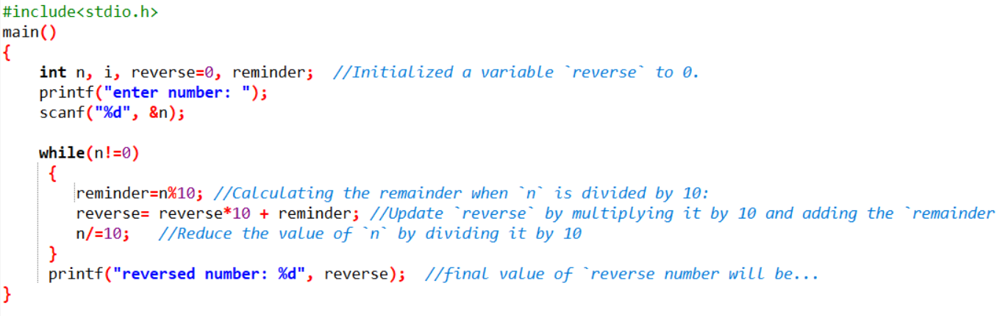 #include<stdio.h>
main()
{
int n, i, reverse=0, reminder; //Initialized a variable `reverse` to 0.
printf("enter number: ");
scanf("%d", &n);
while(n!=0)
{
reminder=n%10; //Calculating the remainder when `n` is divided by 10:
reverse= reverse*10 + reminder; //Update `reverse` by multiplying it by 10 and adding the `remainder
n/=10; //Reduce the value of `n` by dividing it by 10
}
printf("reversed number: %d", reverse); //final value of `reverse number will be...
}